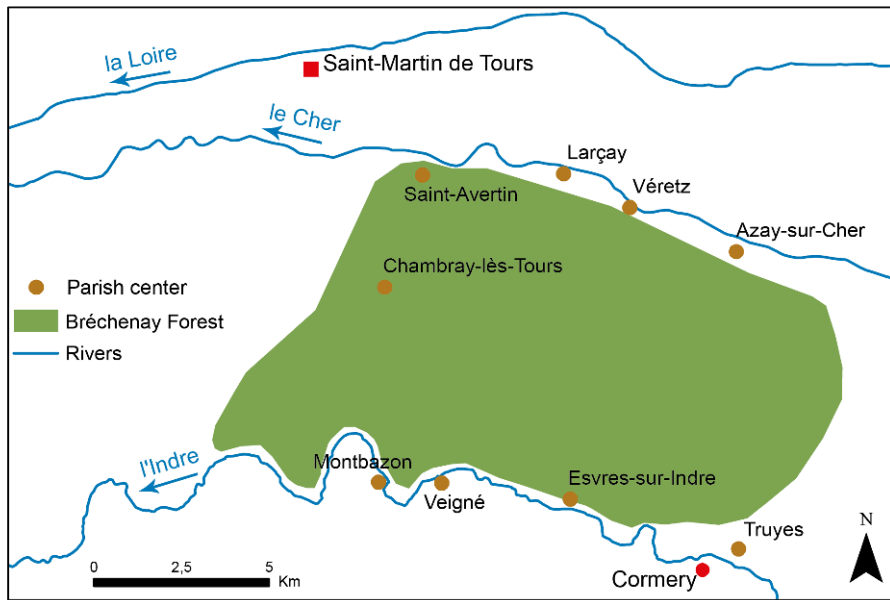 la Loire
Saint-Martin de Tours
le Cher
Larçay
Saint-Avertin
Véretz
Azay-sur-Cher
Chambray-lès-Tours
Parish center
Bréchenay Forest
Rivers
l'Indre
Montbazon
Veigné
Esvres-sur-Indre
Truyes
N
Cormery
0 2,5 5
Km